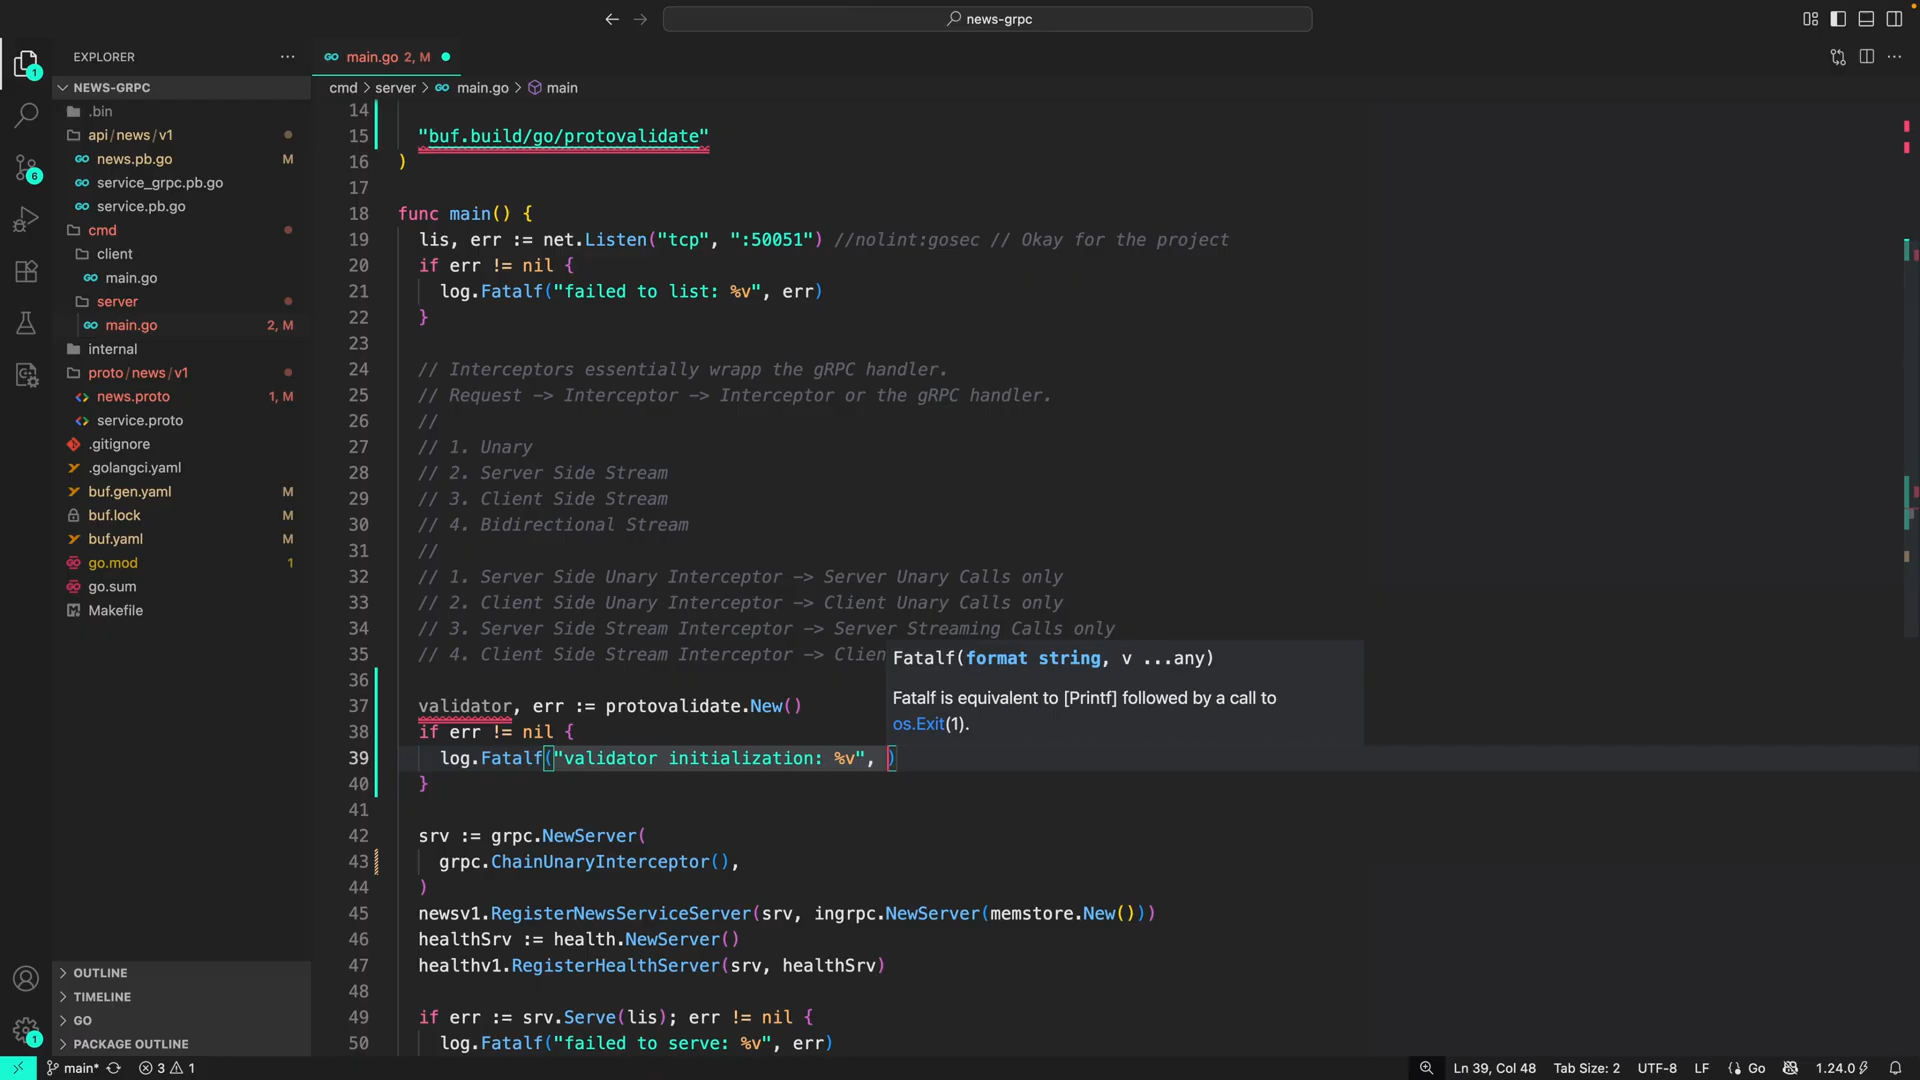 news-grpc
EXPLORER
NEWS-GRPC
.bin
api/news/v1
news.pb.go M
service_grpc.pb.go
service.pb.go
cmd
client
main.go
server
main.go 2, M
internal
proto/news/v1
news.proto 1, M
service.proto
.gitignore
.golangci.yaml
buf.gen.yaml M
buf.lock M
buf.yaml M
go.mod 1
go.sum
Makefile
OUTLINE
TIMELINE
GO
PACKAGE OUTLINE
1
6
1
main.go 2, M
cmd > server > main.go > main
14
15 "buf.build/go/protovalidate"
16 )
17
18 func main() {
19 lis, err := net.Listen("tcp", ":50051") //nolint:gosec // Okay for the project
20 if err != nil {
21 log.Fatalf("failed to list: %v", err)
22 }
23
24 // Interceptors essentially wrapp the gRPC handler.
25 // Request -> Interceptor -> Interceptor or the gRPC handler.
26 //
27 // 1. Unary
28 // 2. Server Side Stream
29 // 3. Client Side Stream
30 // 4. Bidirectional Stream
31 //
32 // 1. Server Side Unary Interceptor -> Server Unary Calls only
33 // 2. Client Side Unary Interceptor -> Client Unary Calls only
34 // 3. Server Side Stream Interceptor -> Server Streaming Calls only
35 // 4. Client Side Stream Interceptor -> Clien
Fatalf(format string, v ...any)
Fatalf is equivalent to [Printf] followed by a call to
os.Exit(1).
36
37 validator, err := protovalidate.New()
38 if err != nil {
39 log.Fatalf("validator initialization: %v", )
40 }
41
42 srv := grpc.NewServer(
43 grpc.ChainUnaryInterceptor(),
44 )
45 newsv1.RegisterNewsServiceServer(srv, ingrpc.NewServer(memstore.New()))
46 healthSrv := health.NewServer()
47 healthv1.RegisterHealthServer(srv, healthSrv)
48
49 if err := srv.Serve(lis); err != nil {
50 log.Fatalf("failed to serve: %v", err)
main* 3 1 Ln 39, Col 48 Tab Size: 2 UTF-8 LF Go 1.24.0